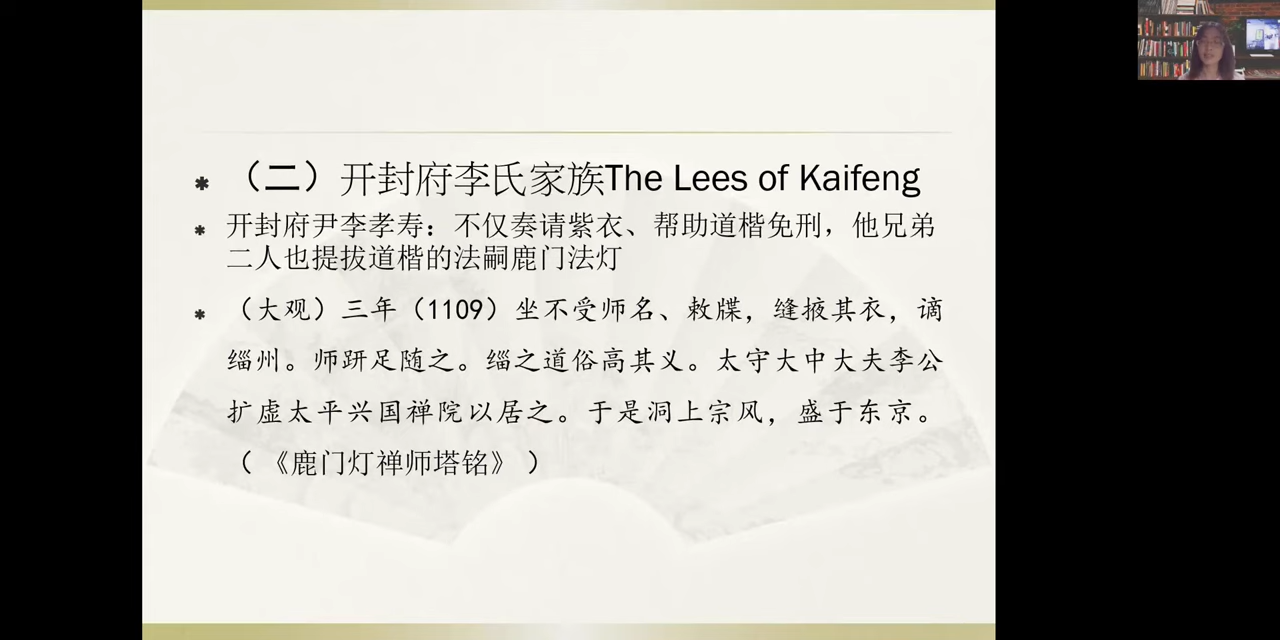 （二）开封府李氏家族The Lees of Kaifeng
开封府尹李孝寿：不仅奏请紫衣、帮助道楷免刑，他兄弟
二人也提拔道楷的法嗣鹿门法灯
（大观）三年（1109）坐不受师名、敕牒，缝掖其衣，谪
缁州。师趼足随之。缁之道俗高其义。太守大中大夫李公
扩虚太平兴国禅院以居之。于是洞上宗风，盛于东京。
（《鹿门灯禅师塔铭》）